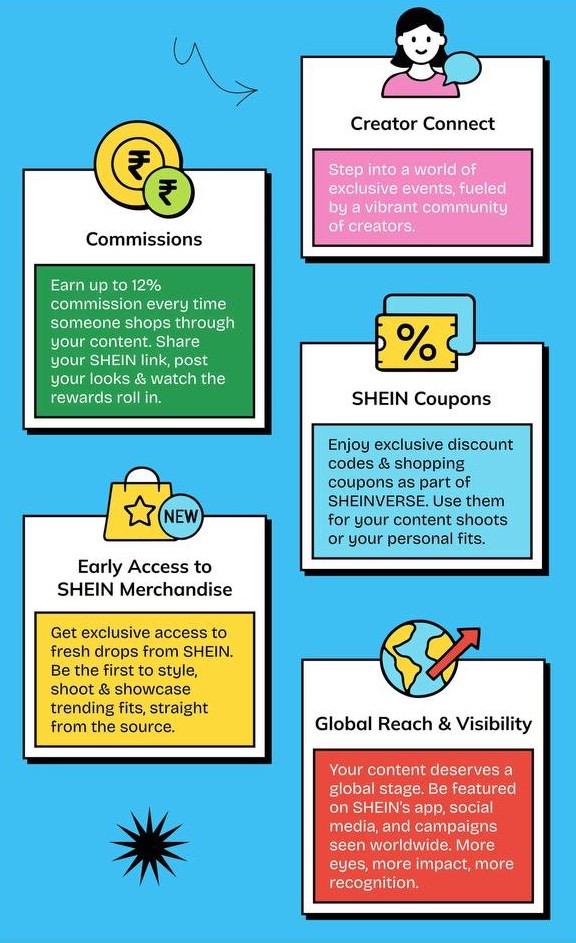 Creator Connect
Step into a world of
exclusive events, fueled
by a vibrant community
of creators.
₹
₹
Commissions
Earn up to 12%
commission every time
someone shops through
your content. Share
your SHEIN link, post
your looks & watch the
rewards roll in.
%
SHEIN Coupons
Enjoy exclusive discount
codes & shopping
coupons as part of
SHEINVERSE. Use them
for your content shoots
or your personal fits.
NEW
Early Access to
SHEIN Merchandise
Get exclusive access to
fresh drops from SHEIN.
Be the first to style,
shoot & showcase
trending fits, straight
from the source.
Global Reach & Visibility
Your content deserves a
global stage. Be featured
on SHEIN's app, social
media, and campaigns
seen worldwide. More
eyes, more impact, more
recognition.